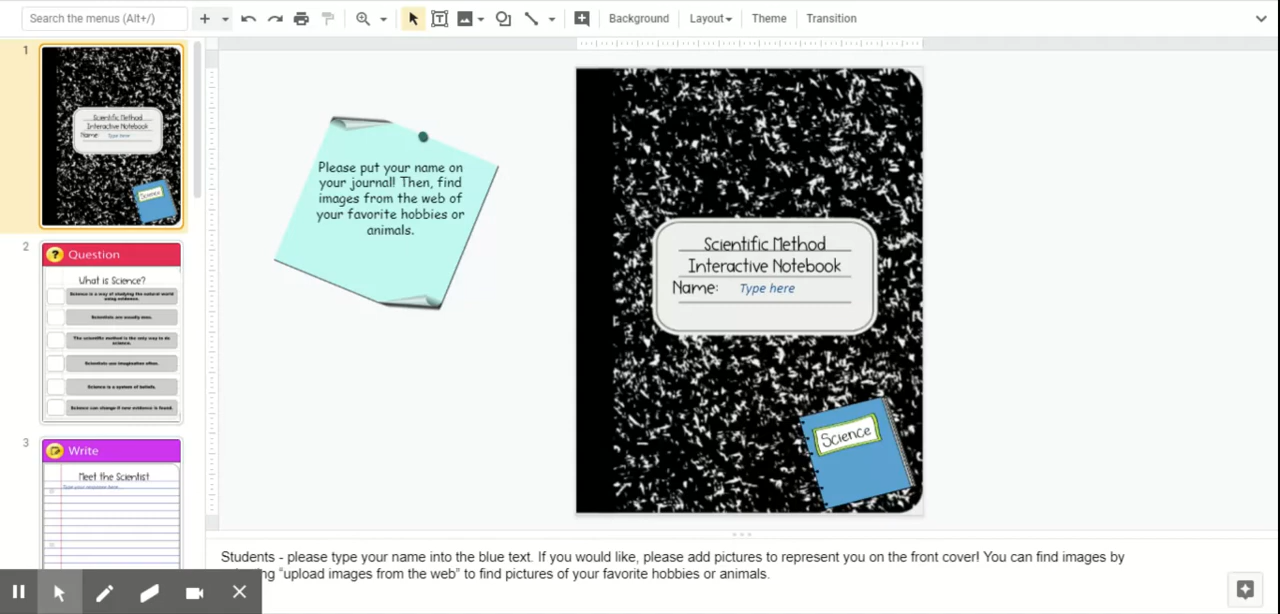 Search the menus (Alt+/)
Background
Layout
Theme
Transition
1
Scientific Method
Interactive Notebook
Name: Type here
Science
2
Question
What is Science?
Science is a way of studying the natural world
using evidence.
Scientists are usually men.
The scientific method is the only way to do
science.
Scientists use imagination often.
Science is a system of beliefs.
Science can change if new evidence is found.
3
Write
Meet the Scientist
Type your response here...
Please put your name on
your journal! Then, find
images from the web of
your favorite hobbies or
animals.
Scientific Method
Interactive Notebook
Name: Type here
Science
Students - please type your name into the blue text. If you would like, please add pictures to represent you on the front cover! You can find images by
“upload images from the web” to find pictures of your favorite hobbies or animals.